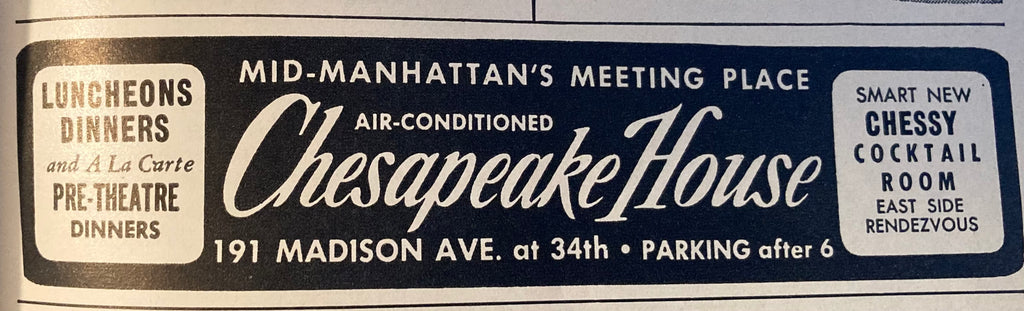 LUNCHEONS
DINNERS
and A La Carte
PRE-THEATRE
DINNERS
MID-MANHATTAN'S MEETING PLACE
AIR-CONDITIONED
Chesapeake House
191 MADISON AVE. at 34th • PARKING after 6
SMART NEW
CHESSY
COCKTAIL
ROOM
EAST SIDE
RENDEZVOUS